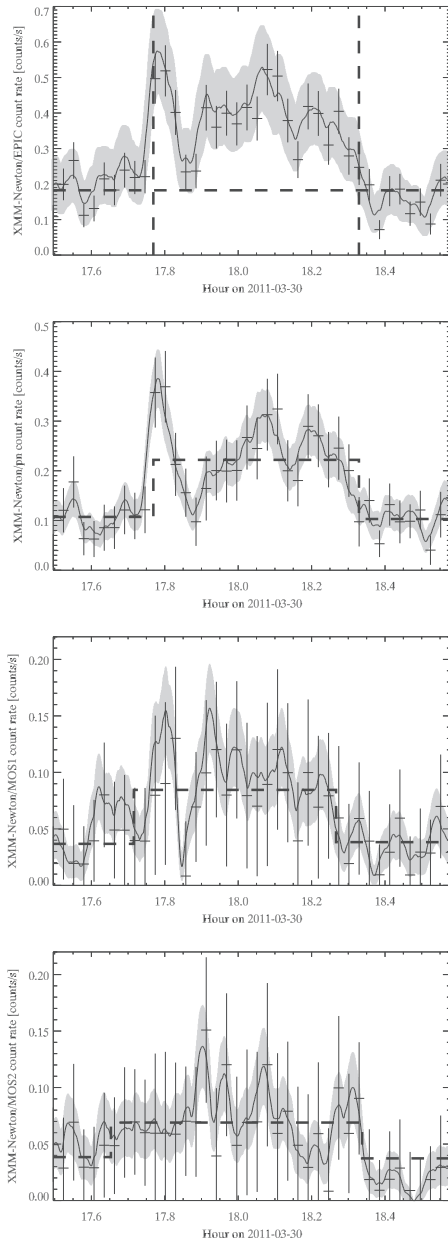 XMM-Newton/EPIC count rate [counts/s]
0.7
0.6
0.5
0.4
0.3
0.2
0.1
0.0
17.6 17.8 18.0 18.2 18.4
Hour on 2011-03-30
XMM-Newton/pn count rate [counts/s]
0.5
0.4
0.3
0.2
0.1
0.0
17.6 17.8 18.0 18.2 18.4
Hour on 2011-03-30
XMM-Newton/MOS1 count rate [counts/s]
0.20
0.15
0.10
0.05
0.00
17.6 17.8 18.0 18.2 18.4
Hour on 2011-03-30
XMM-Newton/MOS2 count rate [counts/s]
0.20
0.15
0.10
0.05
0.00
17.6 17.8 18.0 18.2 18.4
Hour on 2011-03-30